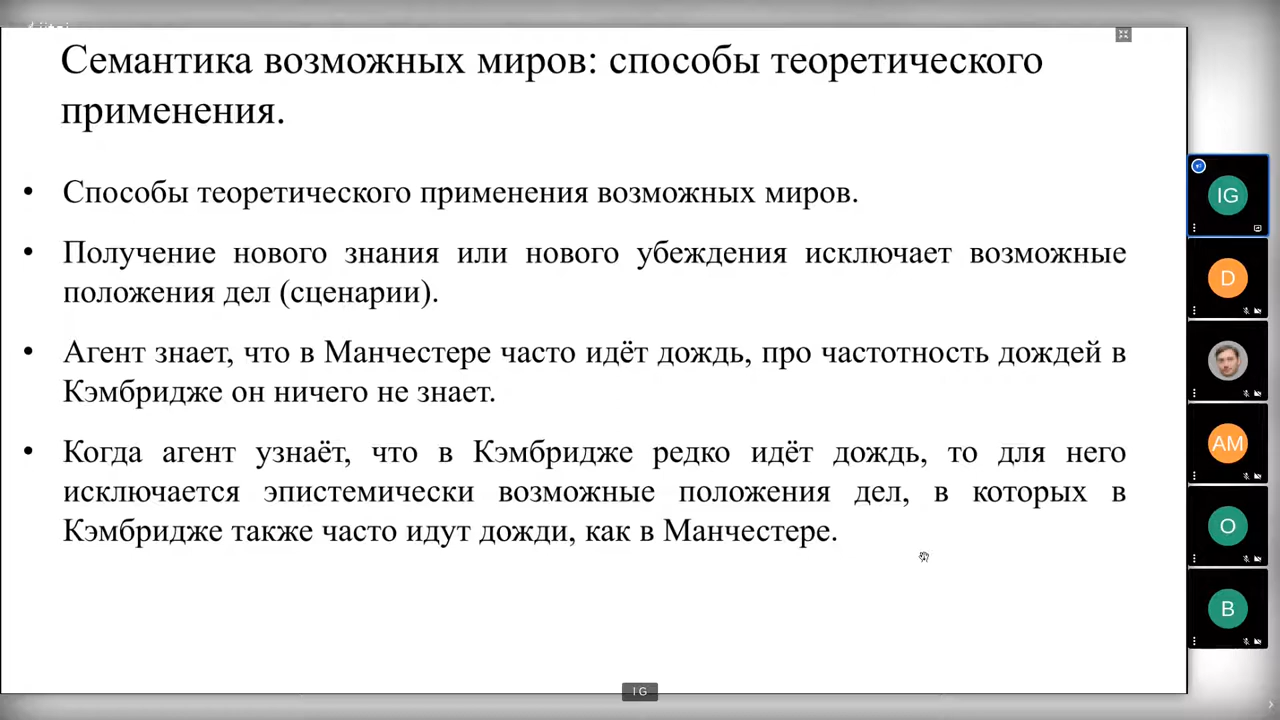 Семантика возможных миров: способы теоретического
применения.
• Способы теоретического применения возможных миров.
• Получение нового знания или нового убеждения исключает возможные
положения дел (сценарии).
• Агент знает, что в Манчестере часто идёт дождь, про частотность дождей в
Кэмбридже он ничего не знает.
• Когда агент узнаёт, что в Кэмбридже редко идёт дождь, то для него
исключается эпистемически возможные положения дел, в которых в
Кэмбридже также часто идут дожди, как в Манчестере.
IG
D
AM
O
B
I G